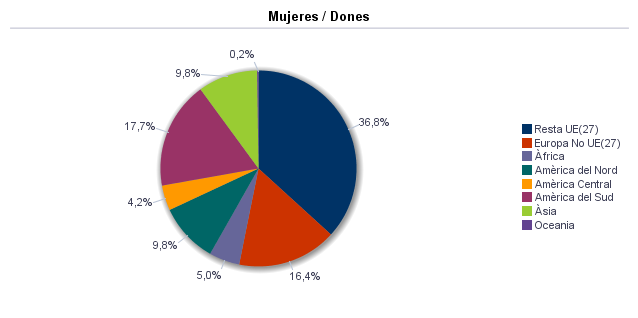 Mujeres / Dones
0,2%
9,8%
36,8%
17,7%
4,2%
9,8%
5,0%
16,4%
Resta UE(27)
Europa No UE(27)
Àfrica
Amèrica del Nord
Amèrica Central
Amèrica del Sud
Àsia
Oceania